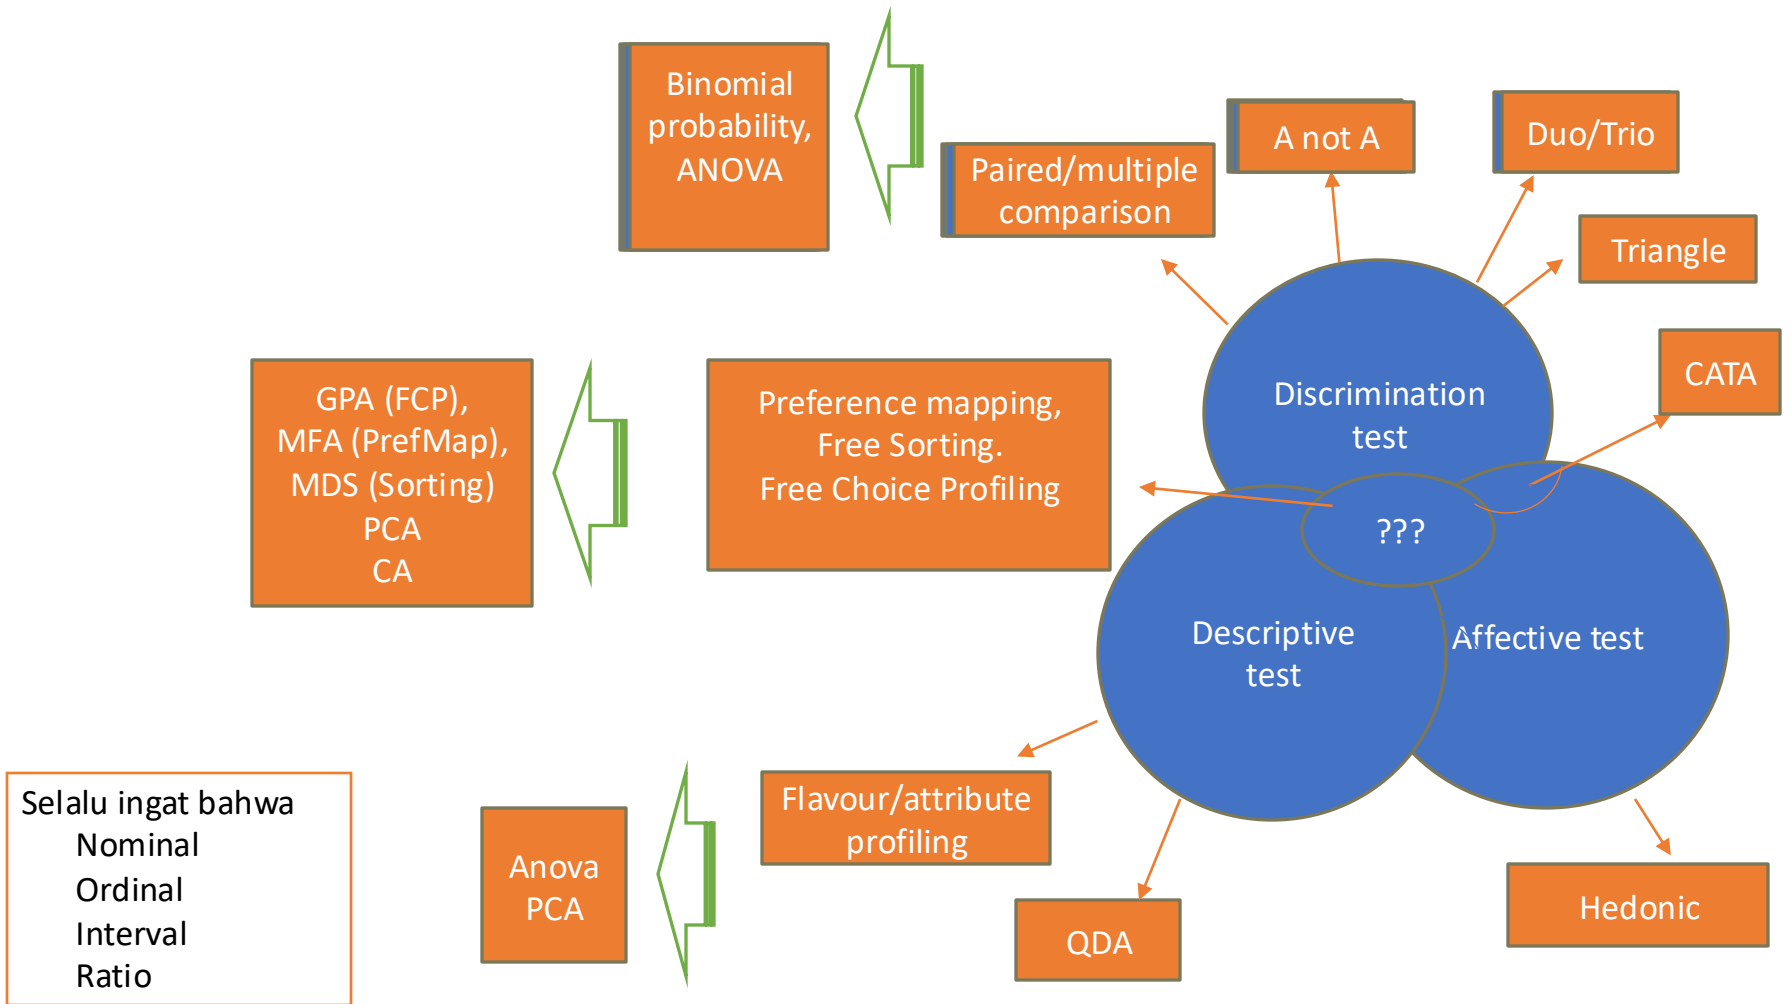 Binomial
probability,
ANOVA
Paired/multiple
comparison
A not A
Duo/Trio
Triangle
CATA
Discrimination
test
GPA (FCP),
MFA (PrefMap),
MDS (Sorting)
PCA
CA
Preference mapping,
Free Sorting.
Free Choice Profiling
???
Descriptive
test
Affective test
Selalu ingat bahwa
Nominal
Ordinal
Interval
Ratio
Anova
PCA
Flavour/attribute
profiling
QDA
Hedonic